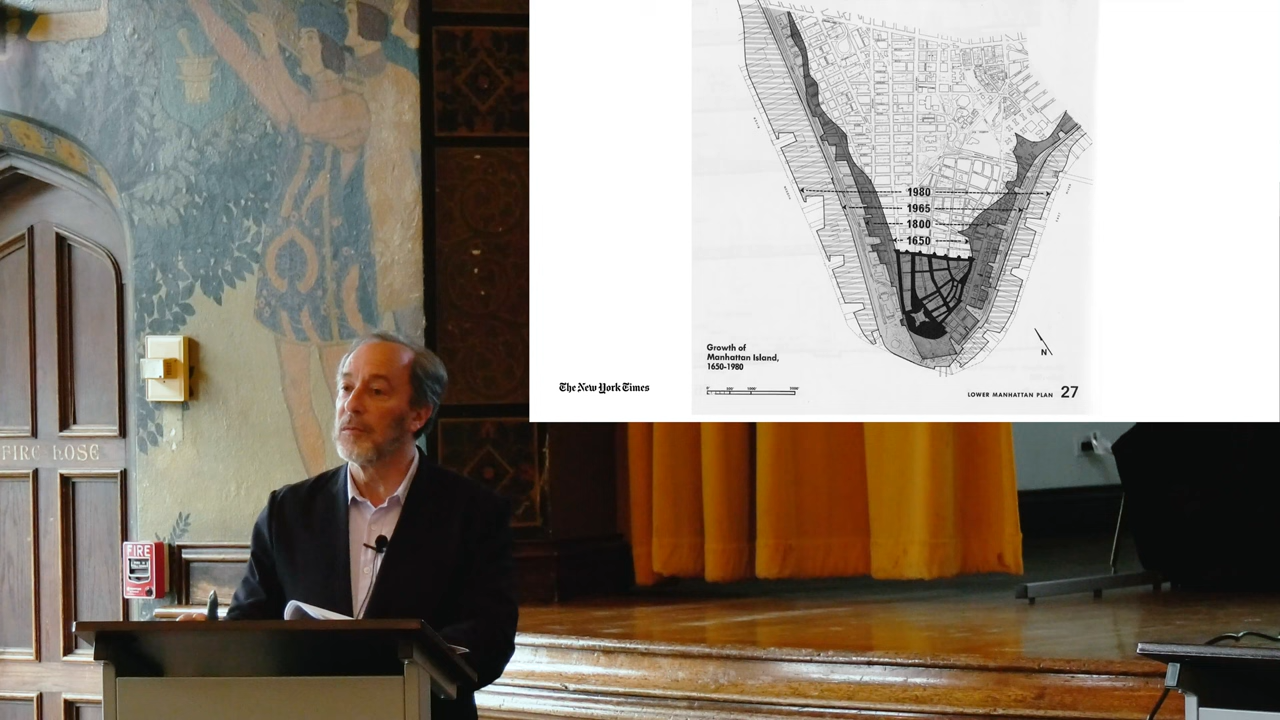 1980
1965
1800
1650
Growth of
Manhattan Island,
1650-1980
N
The New York Times
LOWER MANHATTAN PLAN 27
FIRE HOSE
FIRE